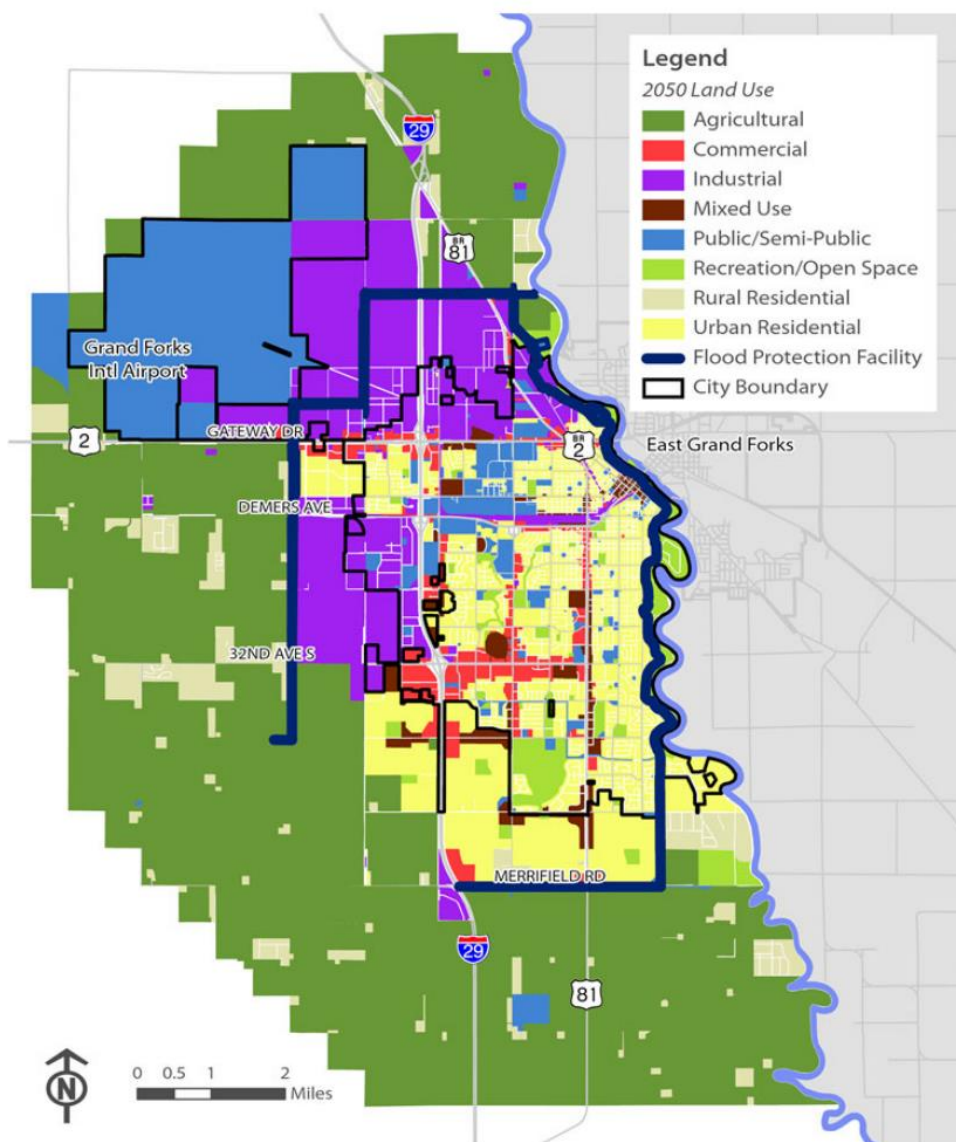 Legend
2050 Land Use
Agricultural
Commercial
Industrial
Mixed Use
Public/Semi-Public
Recreation/Open Space
Rural Residential
Urban Residential
Flood Protection Facility
City Boundary
29
BR
81
Grand Forks
Intl Airport
2
GATEWAY DR
BR
2
East Grand Forks
DEMERS AVE
32ND AVE S
MERRIFIELD RD
29
81
N
0 0.5 1 2
Miles